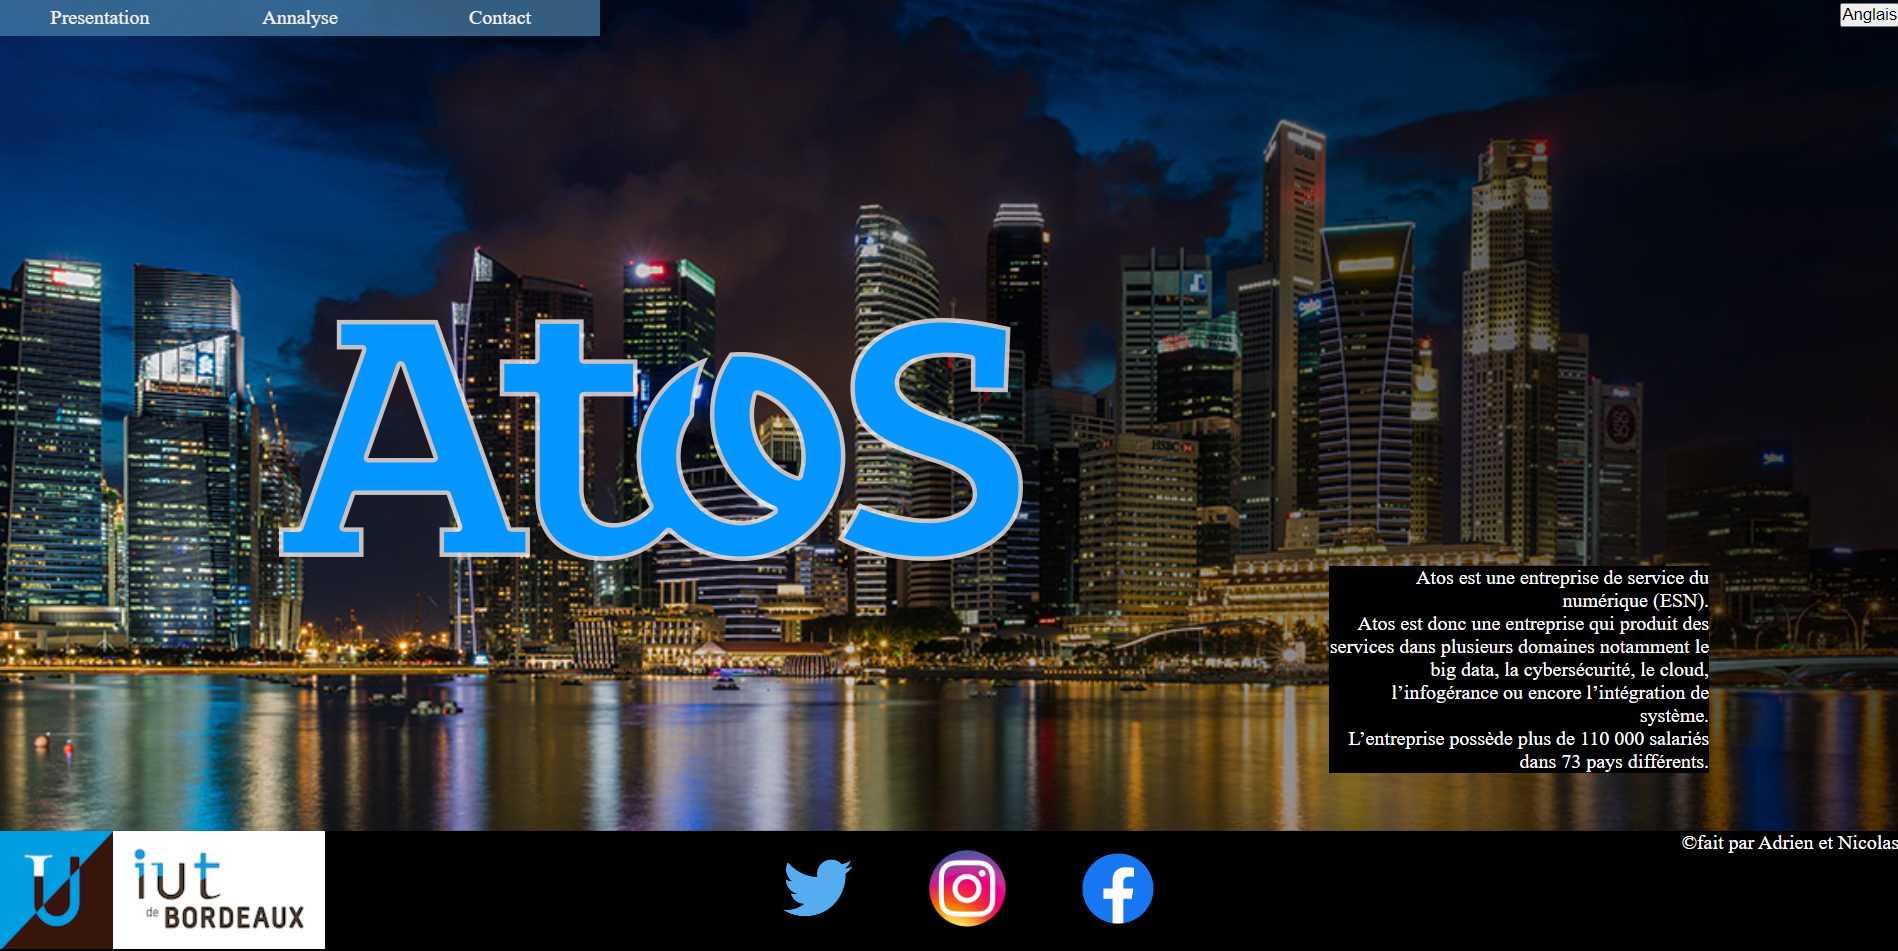 Presentation
Annalyse
Contact
Anglais
HSBC
Atos
Atos est une entreprise de service du
numérique (ESN).
Atos est donc une entreprise qui produit des
services dans plusieurs domaines notamment le
big data, la cybersécurité, le cloud,
l’infogérance ou encore l’intégration de
système.
L’entreprise possède plus de 110 000 salariés
dans 73 pays différents.
U
iut
de BORDEAUX
©fait par Adrien et Nicolas